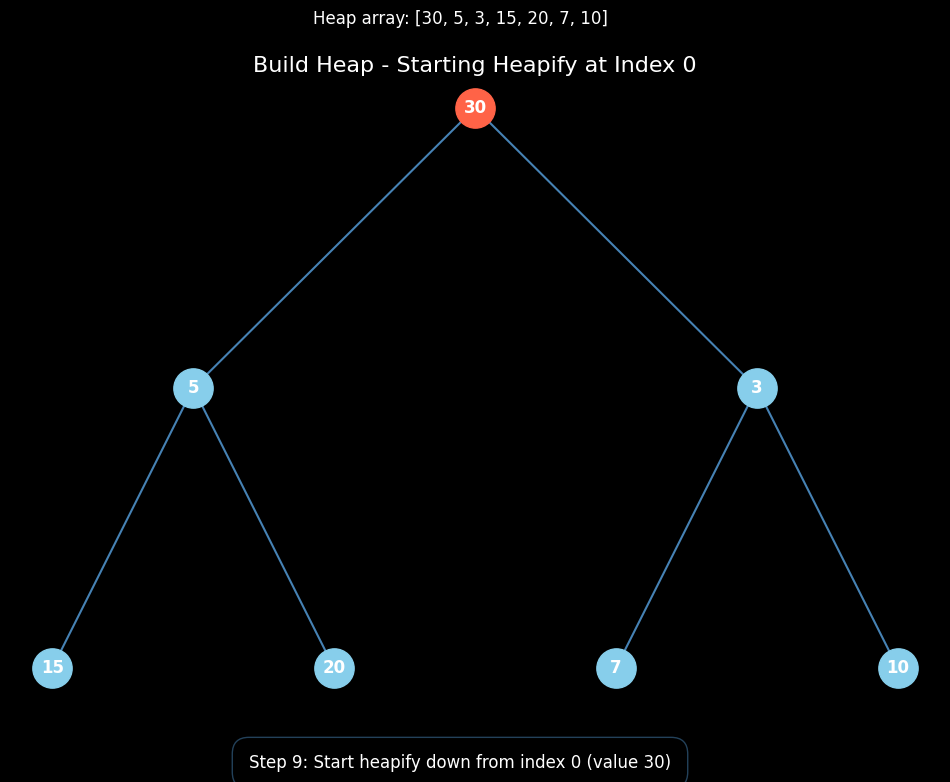 Heap array: [30, 5, 3, 15, 20, 7, 10]
Build Heap - Starting Heapify at Index 0
30
5
3
15
20
7
10
Step 9: Start heapify down from index 0 (value 30)